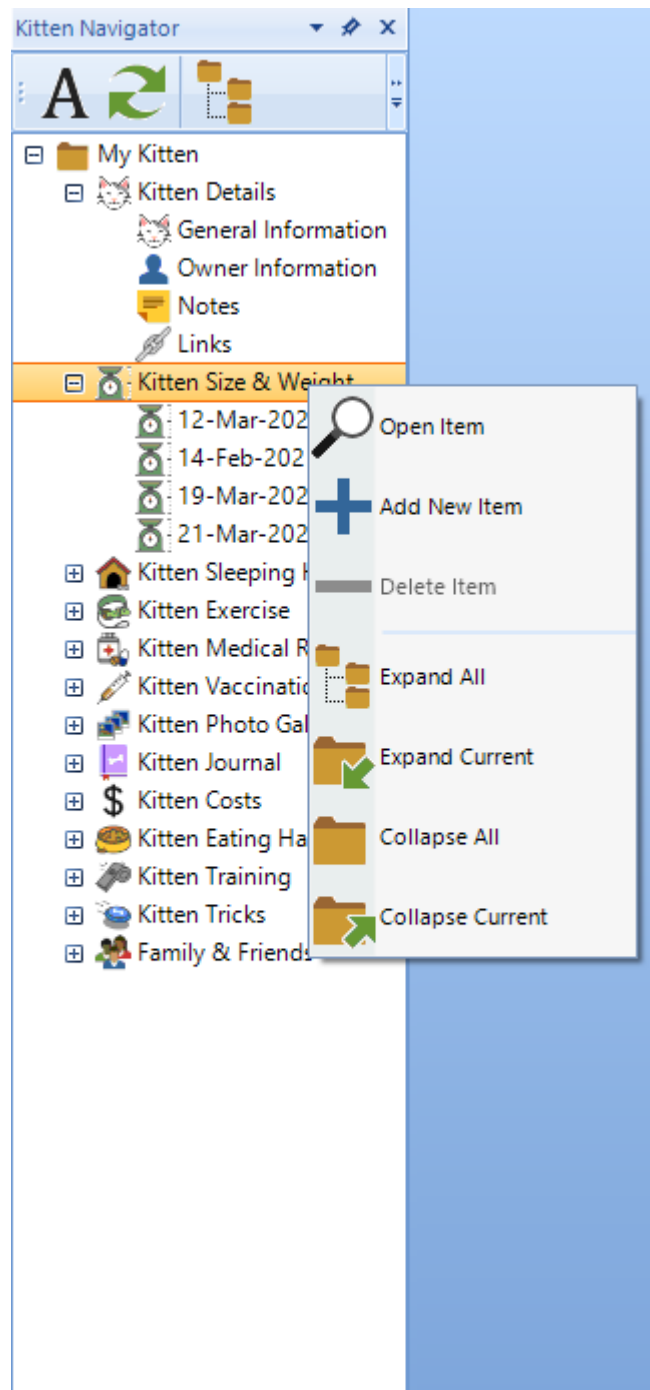 Kitten Navigator
A
My Kitten
Kitten Details
General Information
Owner Information
Notes
Links
Kitten Size & Weight
12-Mar-202
14-Feb-202
19-Mar-202
21-Mar-202
Kitten Sleeping
Kitten Exercise
Kitten Medical
Kitten
Kitten Photo
Kitten Journal
$ Kitten Costs
Kitten Eating
Kitten Training
Kitten Tricks
Family & Friends
Open Item
Add New Item
Delete Item
Expand All
Expand Current
Collapse All
Collapse Current